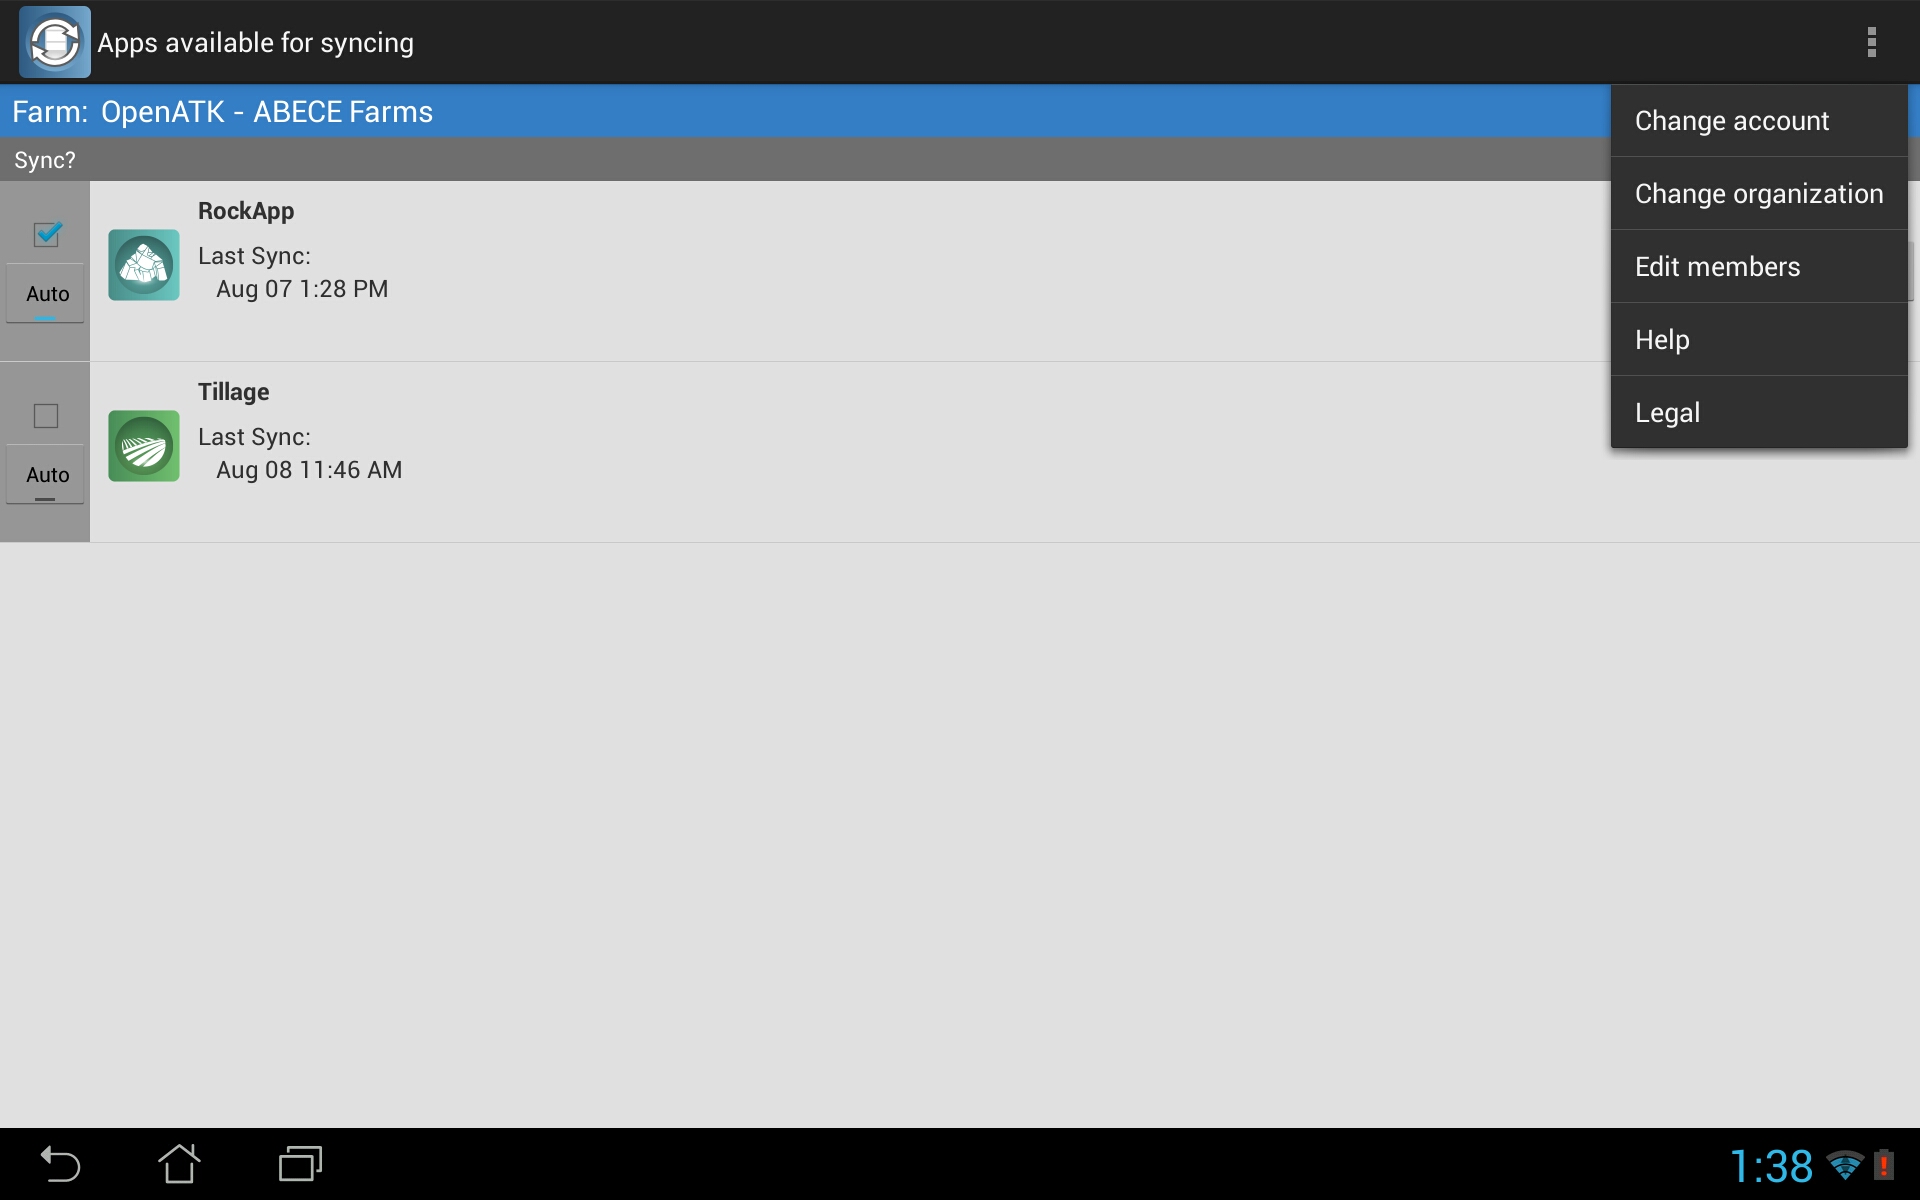 Apps available for syncing
Farm: OpenATK - ABECE Farms
Sync?
RockApp
Last Sync:
Aug 07 1:28 PM
Auto
Tillage
Last Sync:
Aug 08 11:46 AM
Auto
Change account
Change organization
Edit members
Help
Legal
1:38